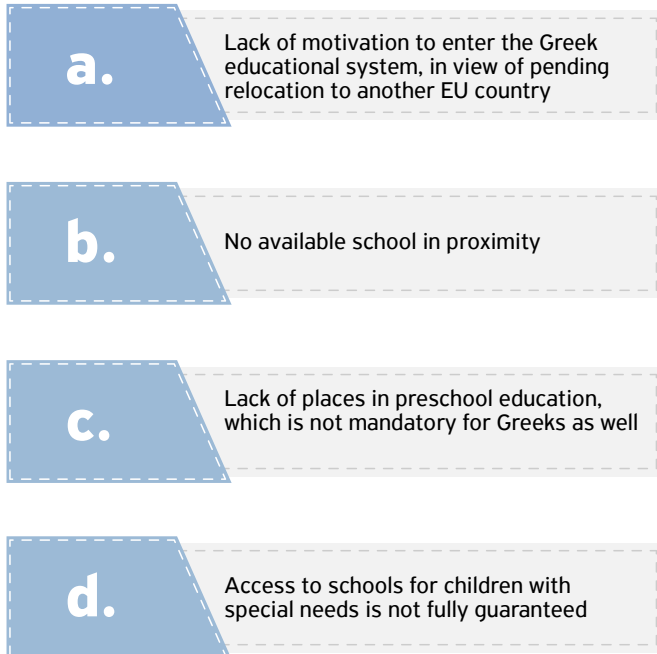 a.
Lack of motivation to enter the Greek
educational system, in view of pending
relocation to another EU country
b.
No available school in proximity
c.
Lack of places in preschool education,
which is not mandatory for Greeks as well
d.
Access to schools for children with
special needs is not fully guaranteed